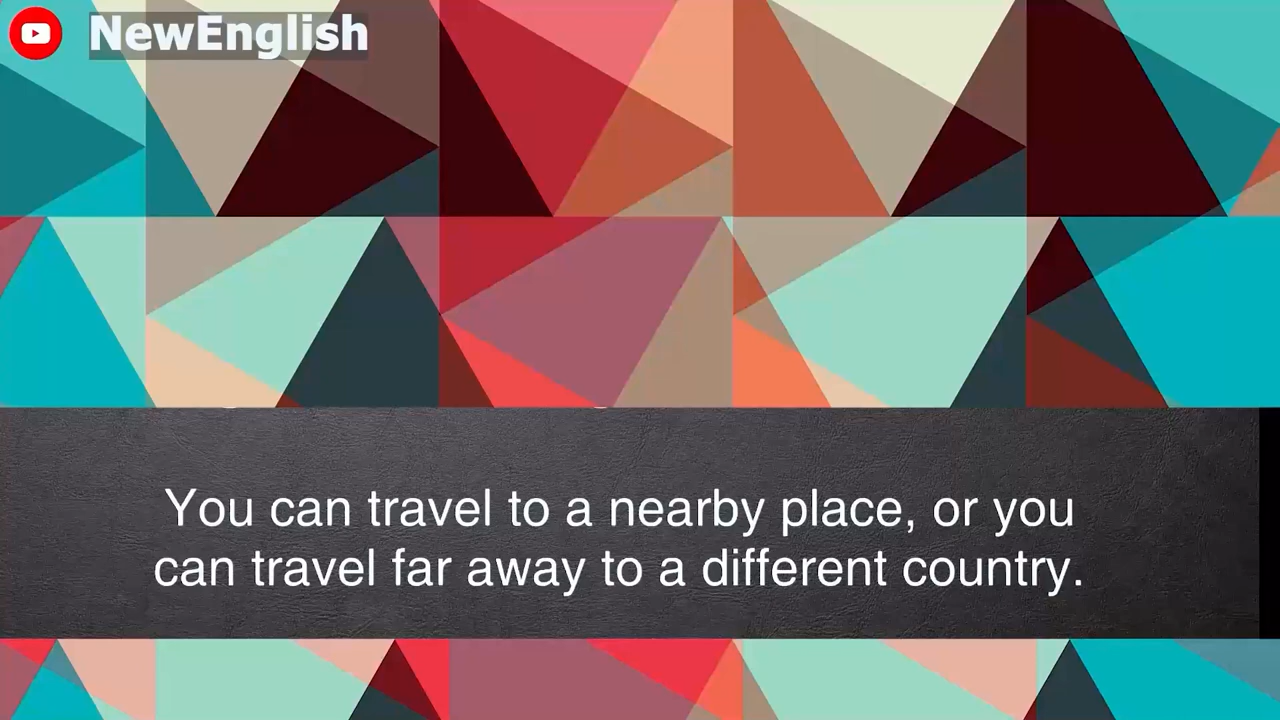 NewEnglish
You can travel to a nearby place, or you
can travel far away to a different country.